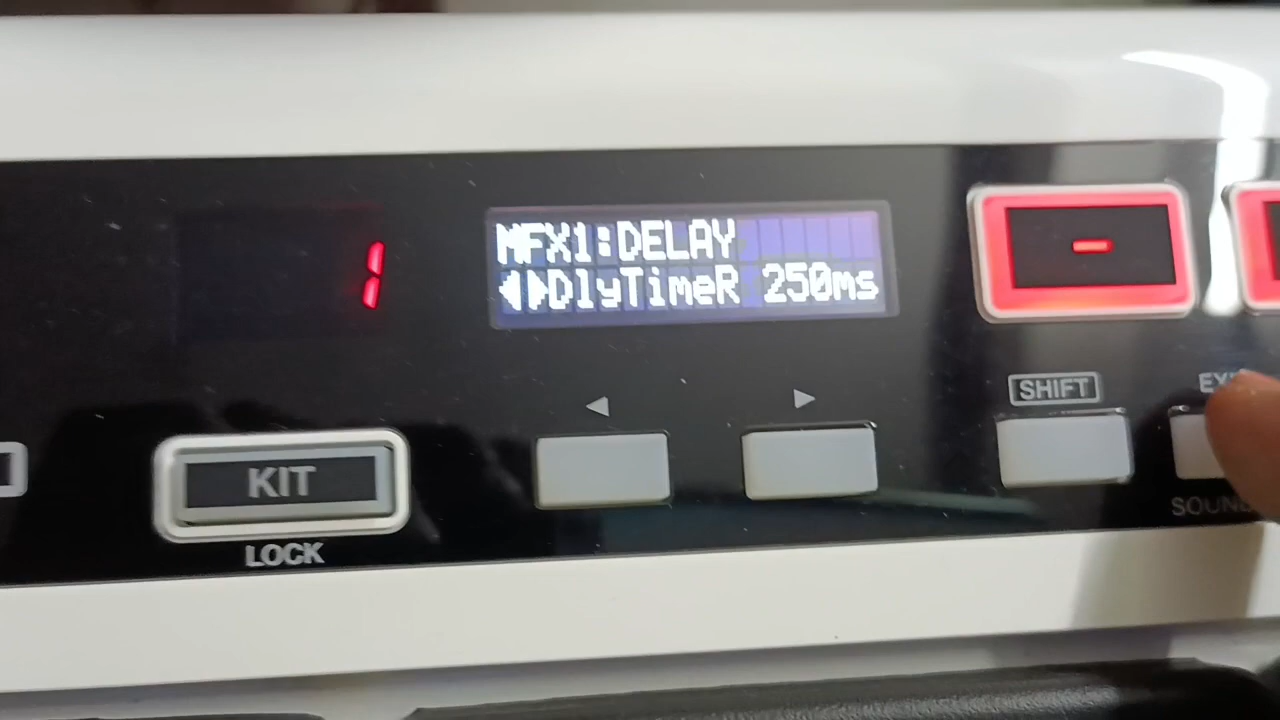 1
MFX1:DELAY
◀▶DlyTimeR 250ms
-
◀
▶
SHIFT
KIT
LOCK